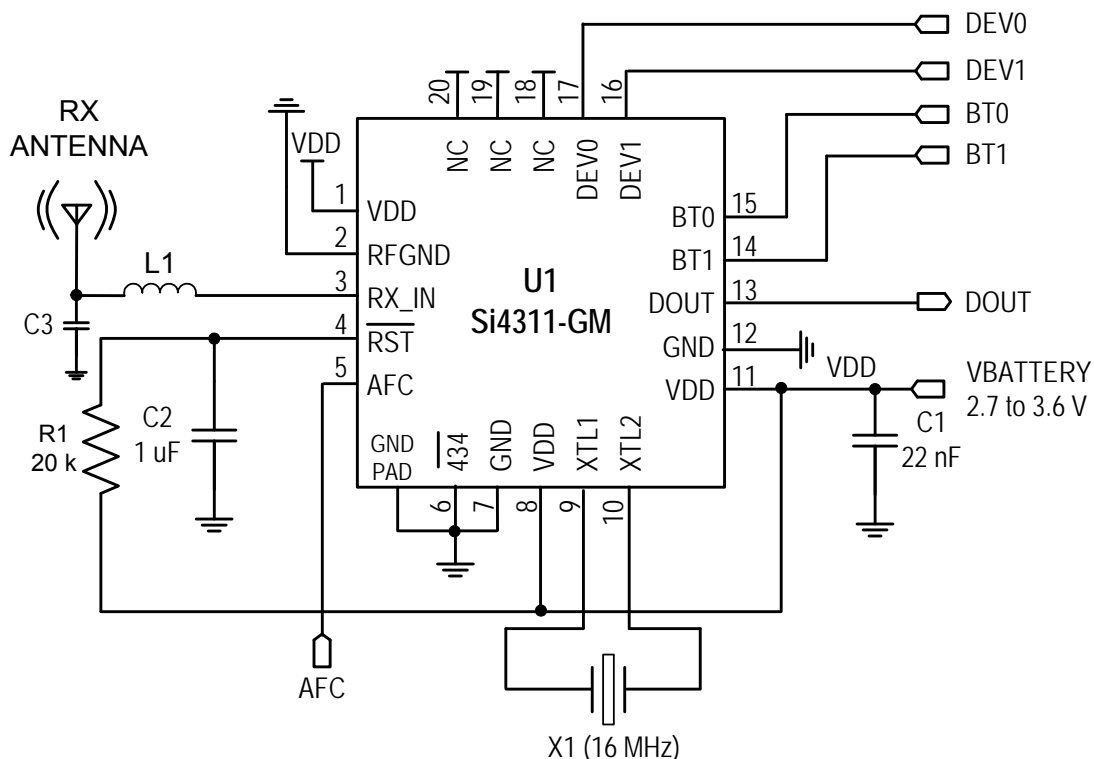 DEV0
DEV1
BT0
BT1
RX
ANTENNA
VDD
20
19
18
17
16
NC
NC
NC
DEV0
DEV1
1
VDD
2
RFGND
3
RX_IN
4
RST
5
AFC
L1
C3
R1
20 k
C2
1 uF
U1
Si4311-GM
BT0
15
BT1
14
DOUT
13
DOUT
GND
12
VDD
11
VDD
VBATTERY
2.7 to 3.6 V
C1
22 nF
GND
PAD
434
GND
VDD
XTL1
XTL2
6
7
8
9
10
AFC
X1 (16 MHz)